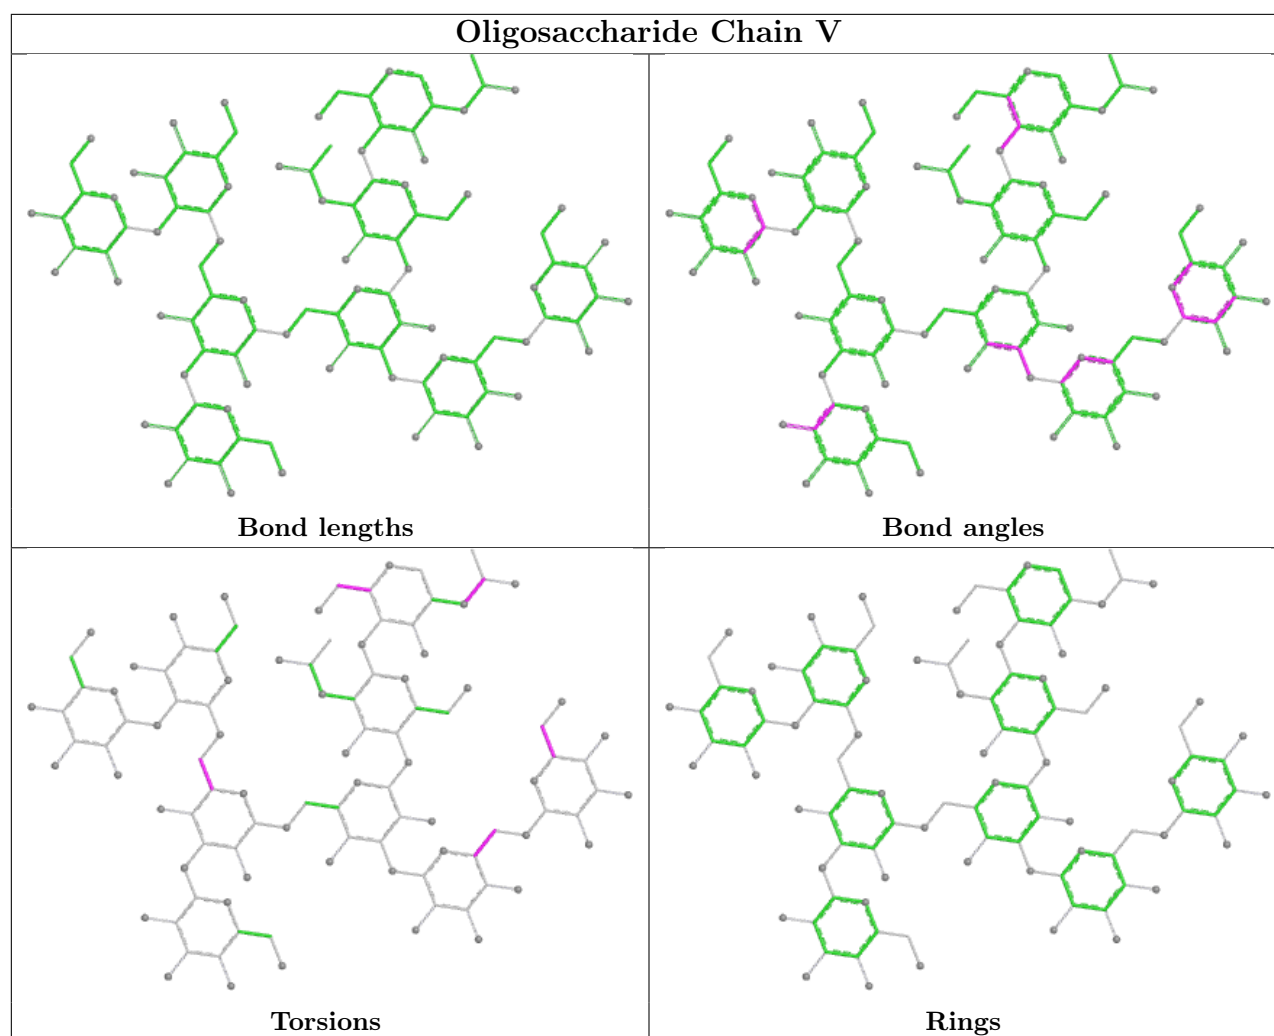 Oligosaccharide Chain V
Bond lengths
Bond angles
Torsions
Rings